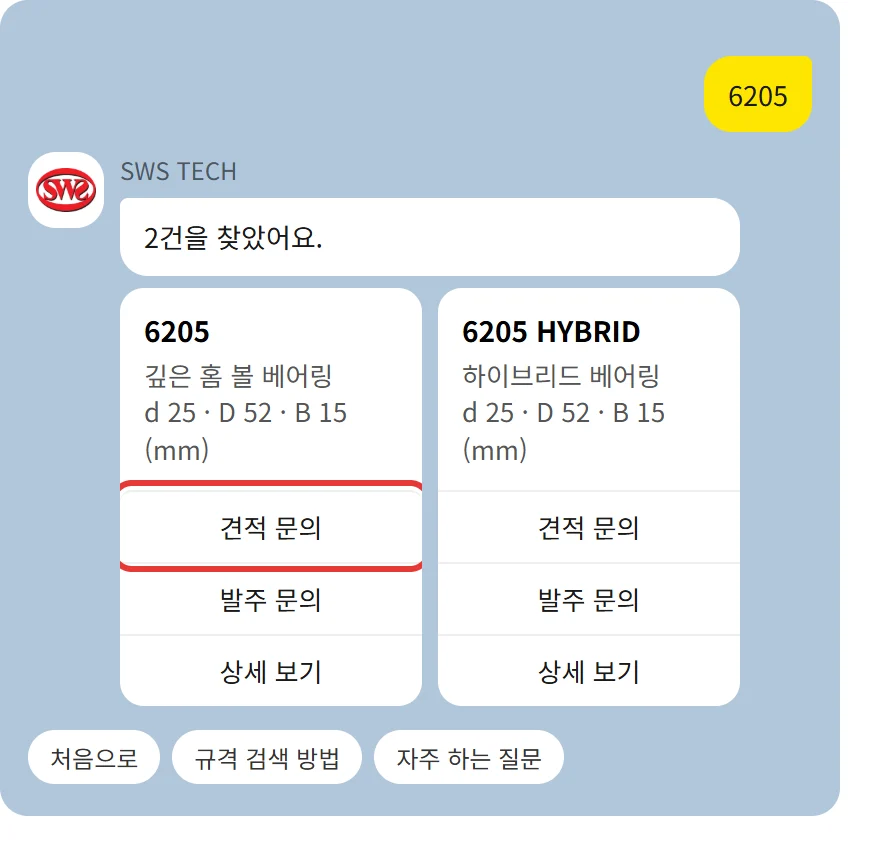 6205
SWS
SWS TECH
2건을 찾았어요.
6205
깊은 홈 볼 베어링
d 25 · D 52 · B 15
(mm)
견적 문의
발주 문의
상세 보기
6205 HYBRID
하이브리드 베어링
d 25 · D 52 · B 15
(mm)
견적 문의
발주 문의
상세 보기
처음으로
규격 검색 방법
자주 하는 질문